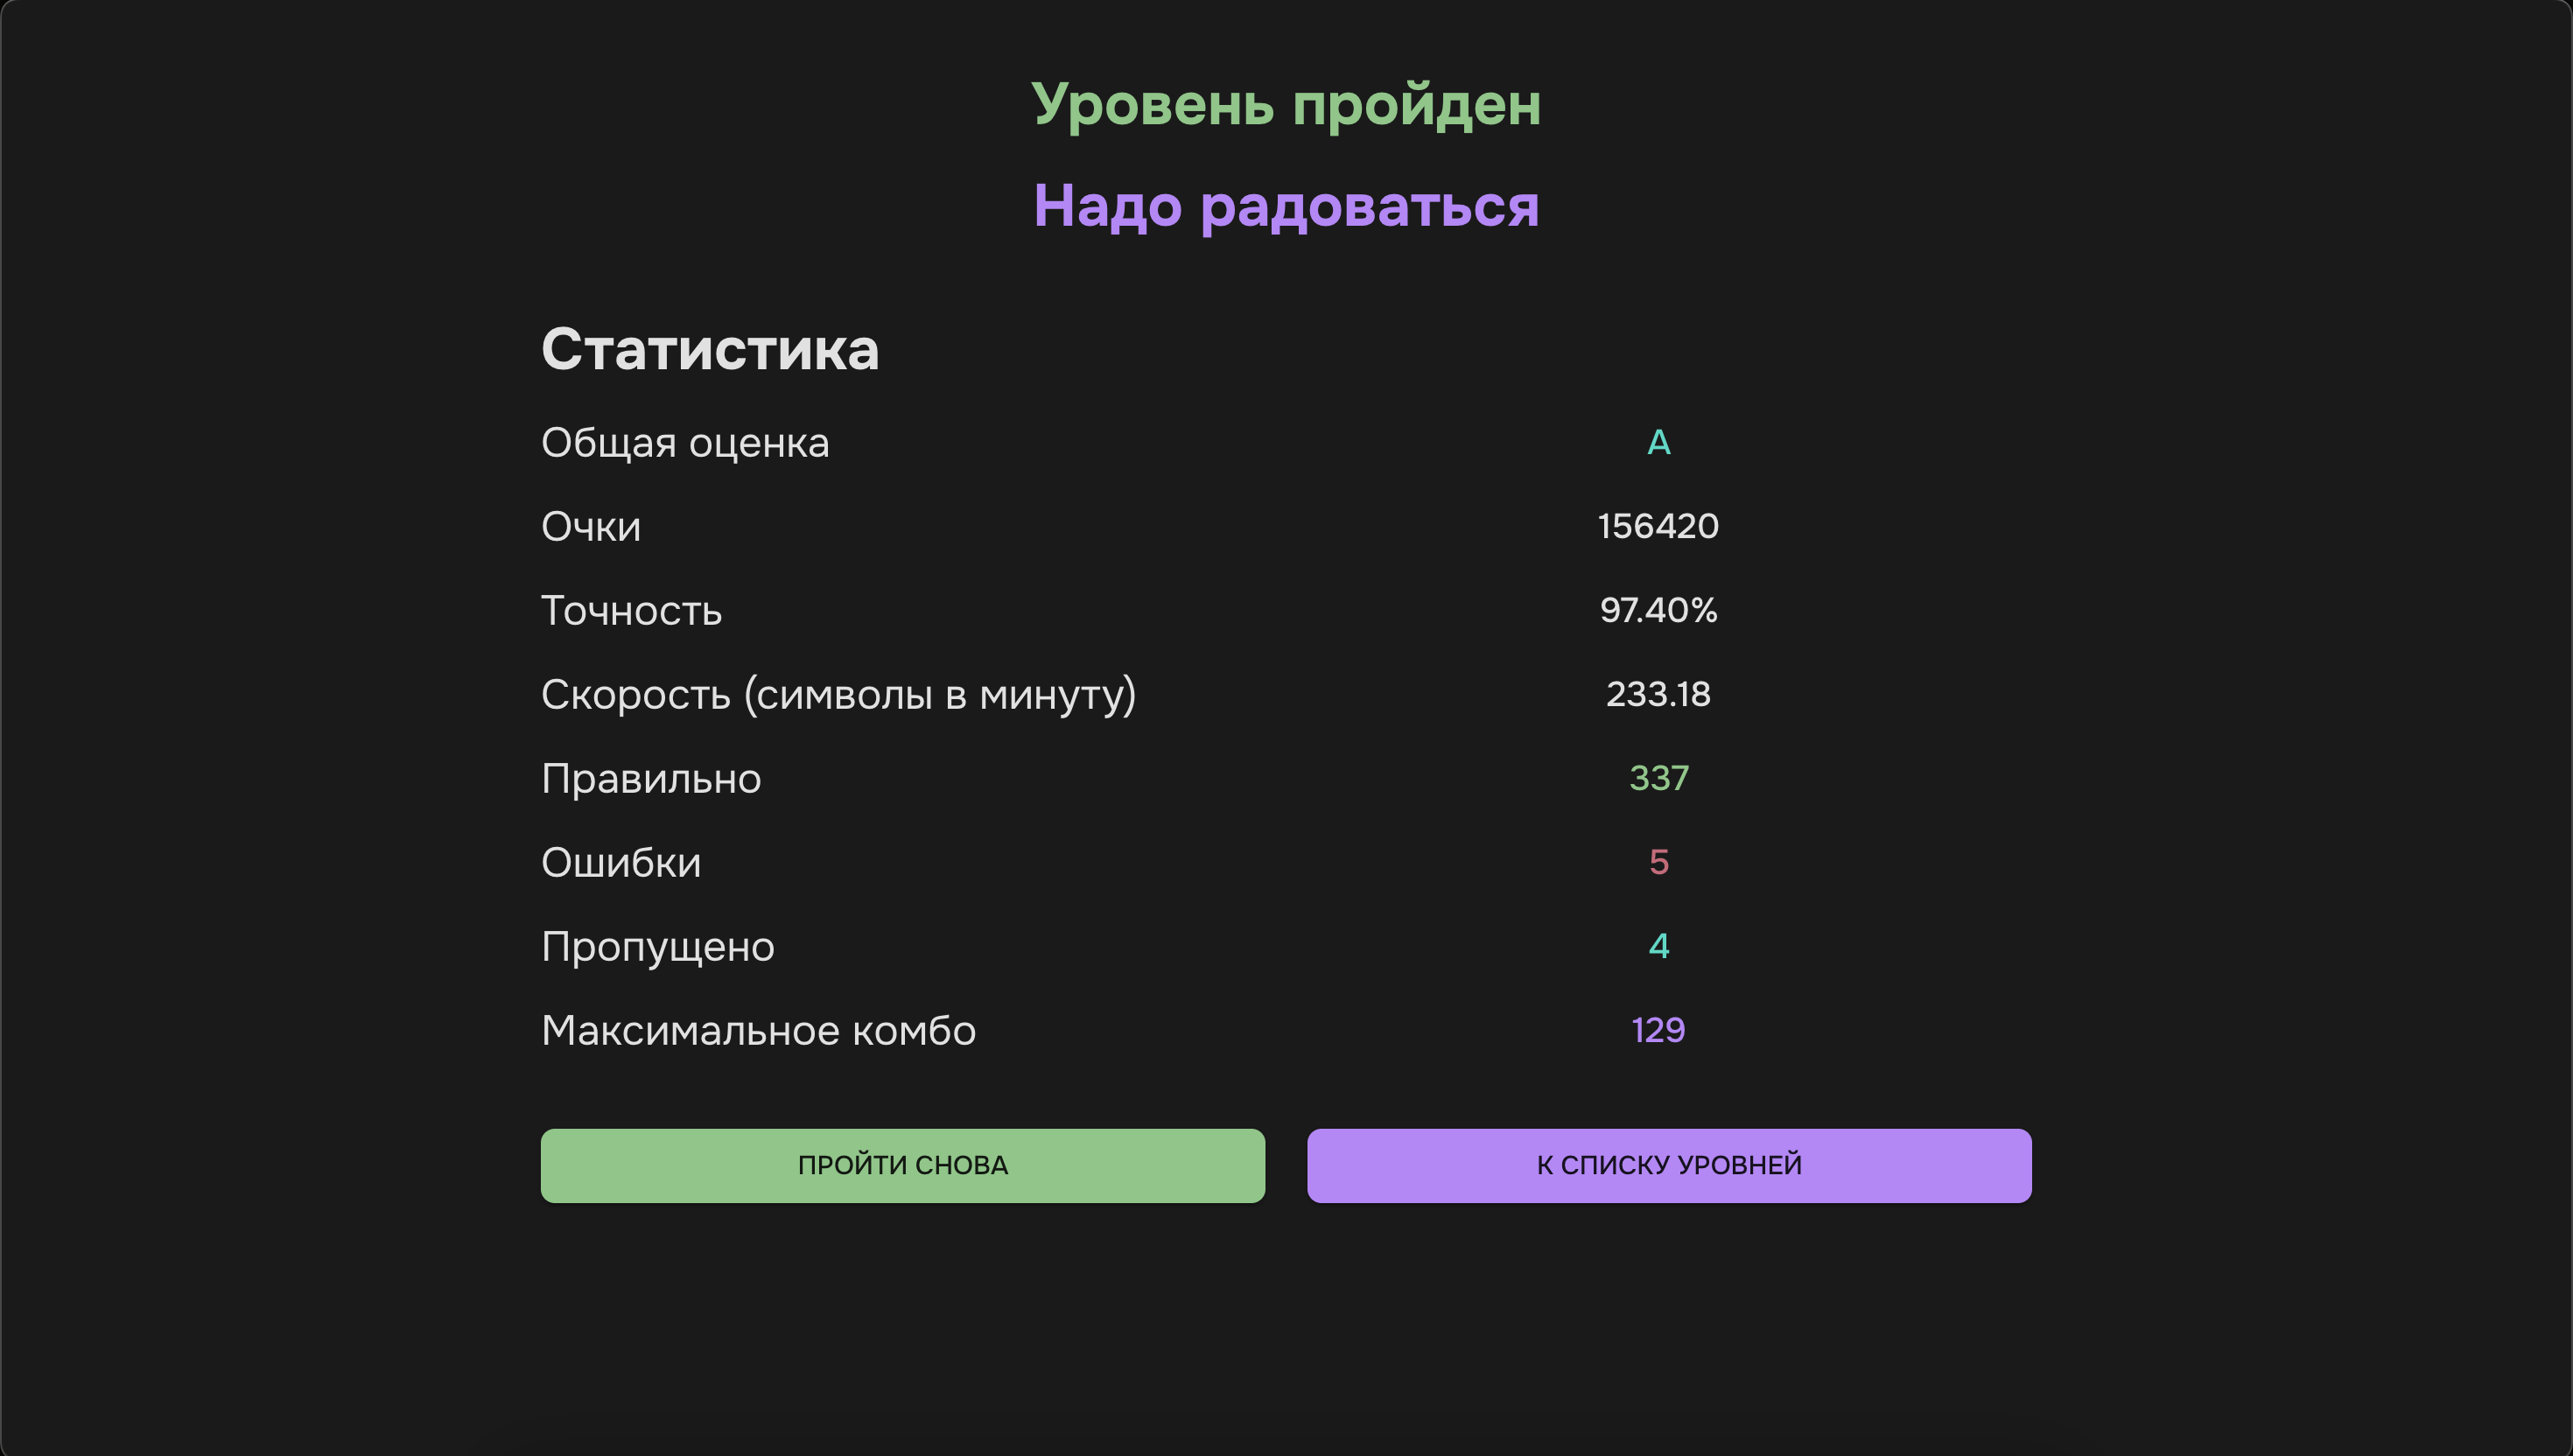 Уровень пройден
Надо радоваться
Статистика
Общая оценка A
Очки 156420
Точность 97.40%
Скорость (символы в минуту) 233.18
Правильно 337
Ошибки 5
Пропущено 4
Максимальное комбо 129
ПРОЙТИ СНОВА К СПИСКУ УРОВНЕЙ